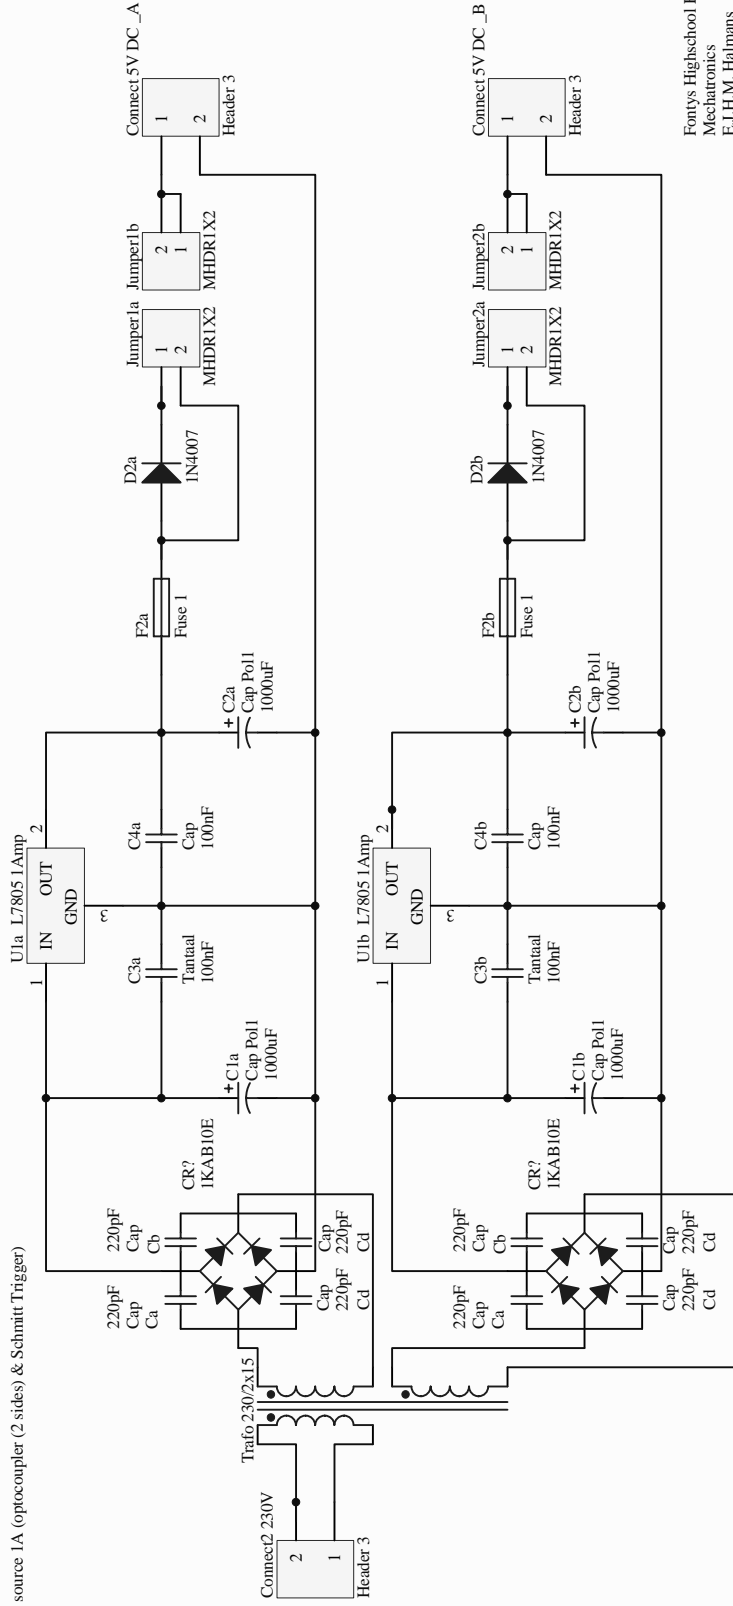 source 1A (optocoupler (2 sides) & Schmitt Trigger)
Connect2 230V
2
1
Header 3
Trafo 230/2x15
220pF
Cap
Ca
220pF
Cap
Cb
Cap
220pF
Cd
Cap
220pF
Cd
CR?
1KAB10E
C1a
Cap Pol1
1000uF
C3a
Tantaal
100nF
U1a L7805 1Amp
1
IN
OUT
GND
2
3
C4a
Cap
100nF
C2a
Cap Pol1
1000uF
F2a
Fuse 1
D2a
1N4007
Jumper1a
1
2
MHDR1X2
Jumper1b
2
1
MHDR1X2
Connect 5V DC _A
1
2
Header 3
220pF
Cap
Ca
220pF
Cap
Cb
Cap
220pF
Cd
Cap
220pF
Cd
CR?
1KAB10E
C1b
Cap Pol1
1000uF
C3b
Tantaal
100nF
U1b L7805 1Amp
1
IN
OUT
GND
2
3
C4b
Cap
100nF
C2b
Cap Pol1
1000uF
F2b
Fuse 1
D2b
1N4007
Jumper2a
1
2
MHDR1X2
Jumper2b
2
1
MHDR1X2
Connect 5V DC _B
1
2
Header 3
Fontys Highschool
Mechatronics
Halmans